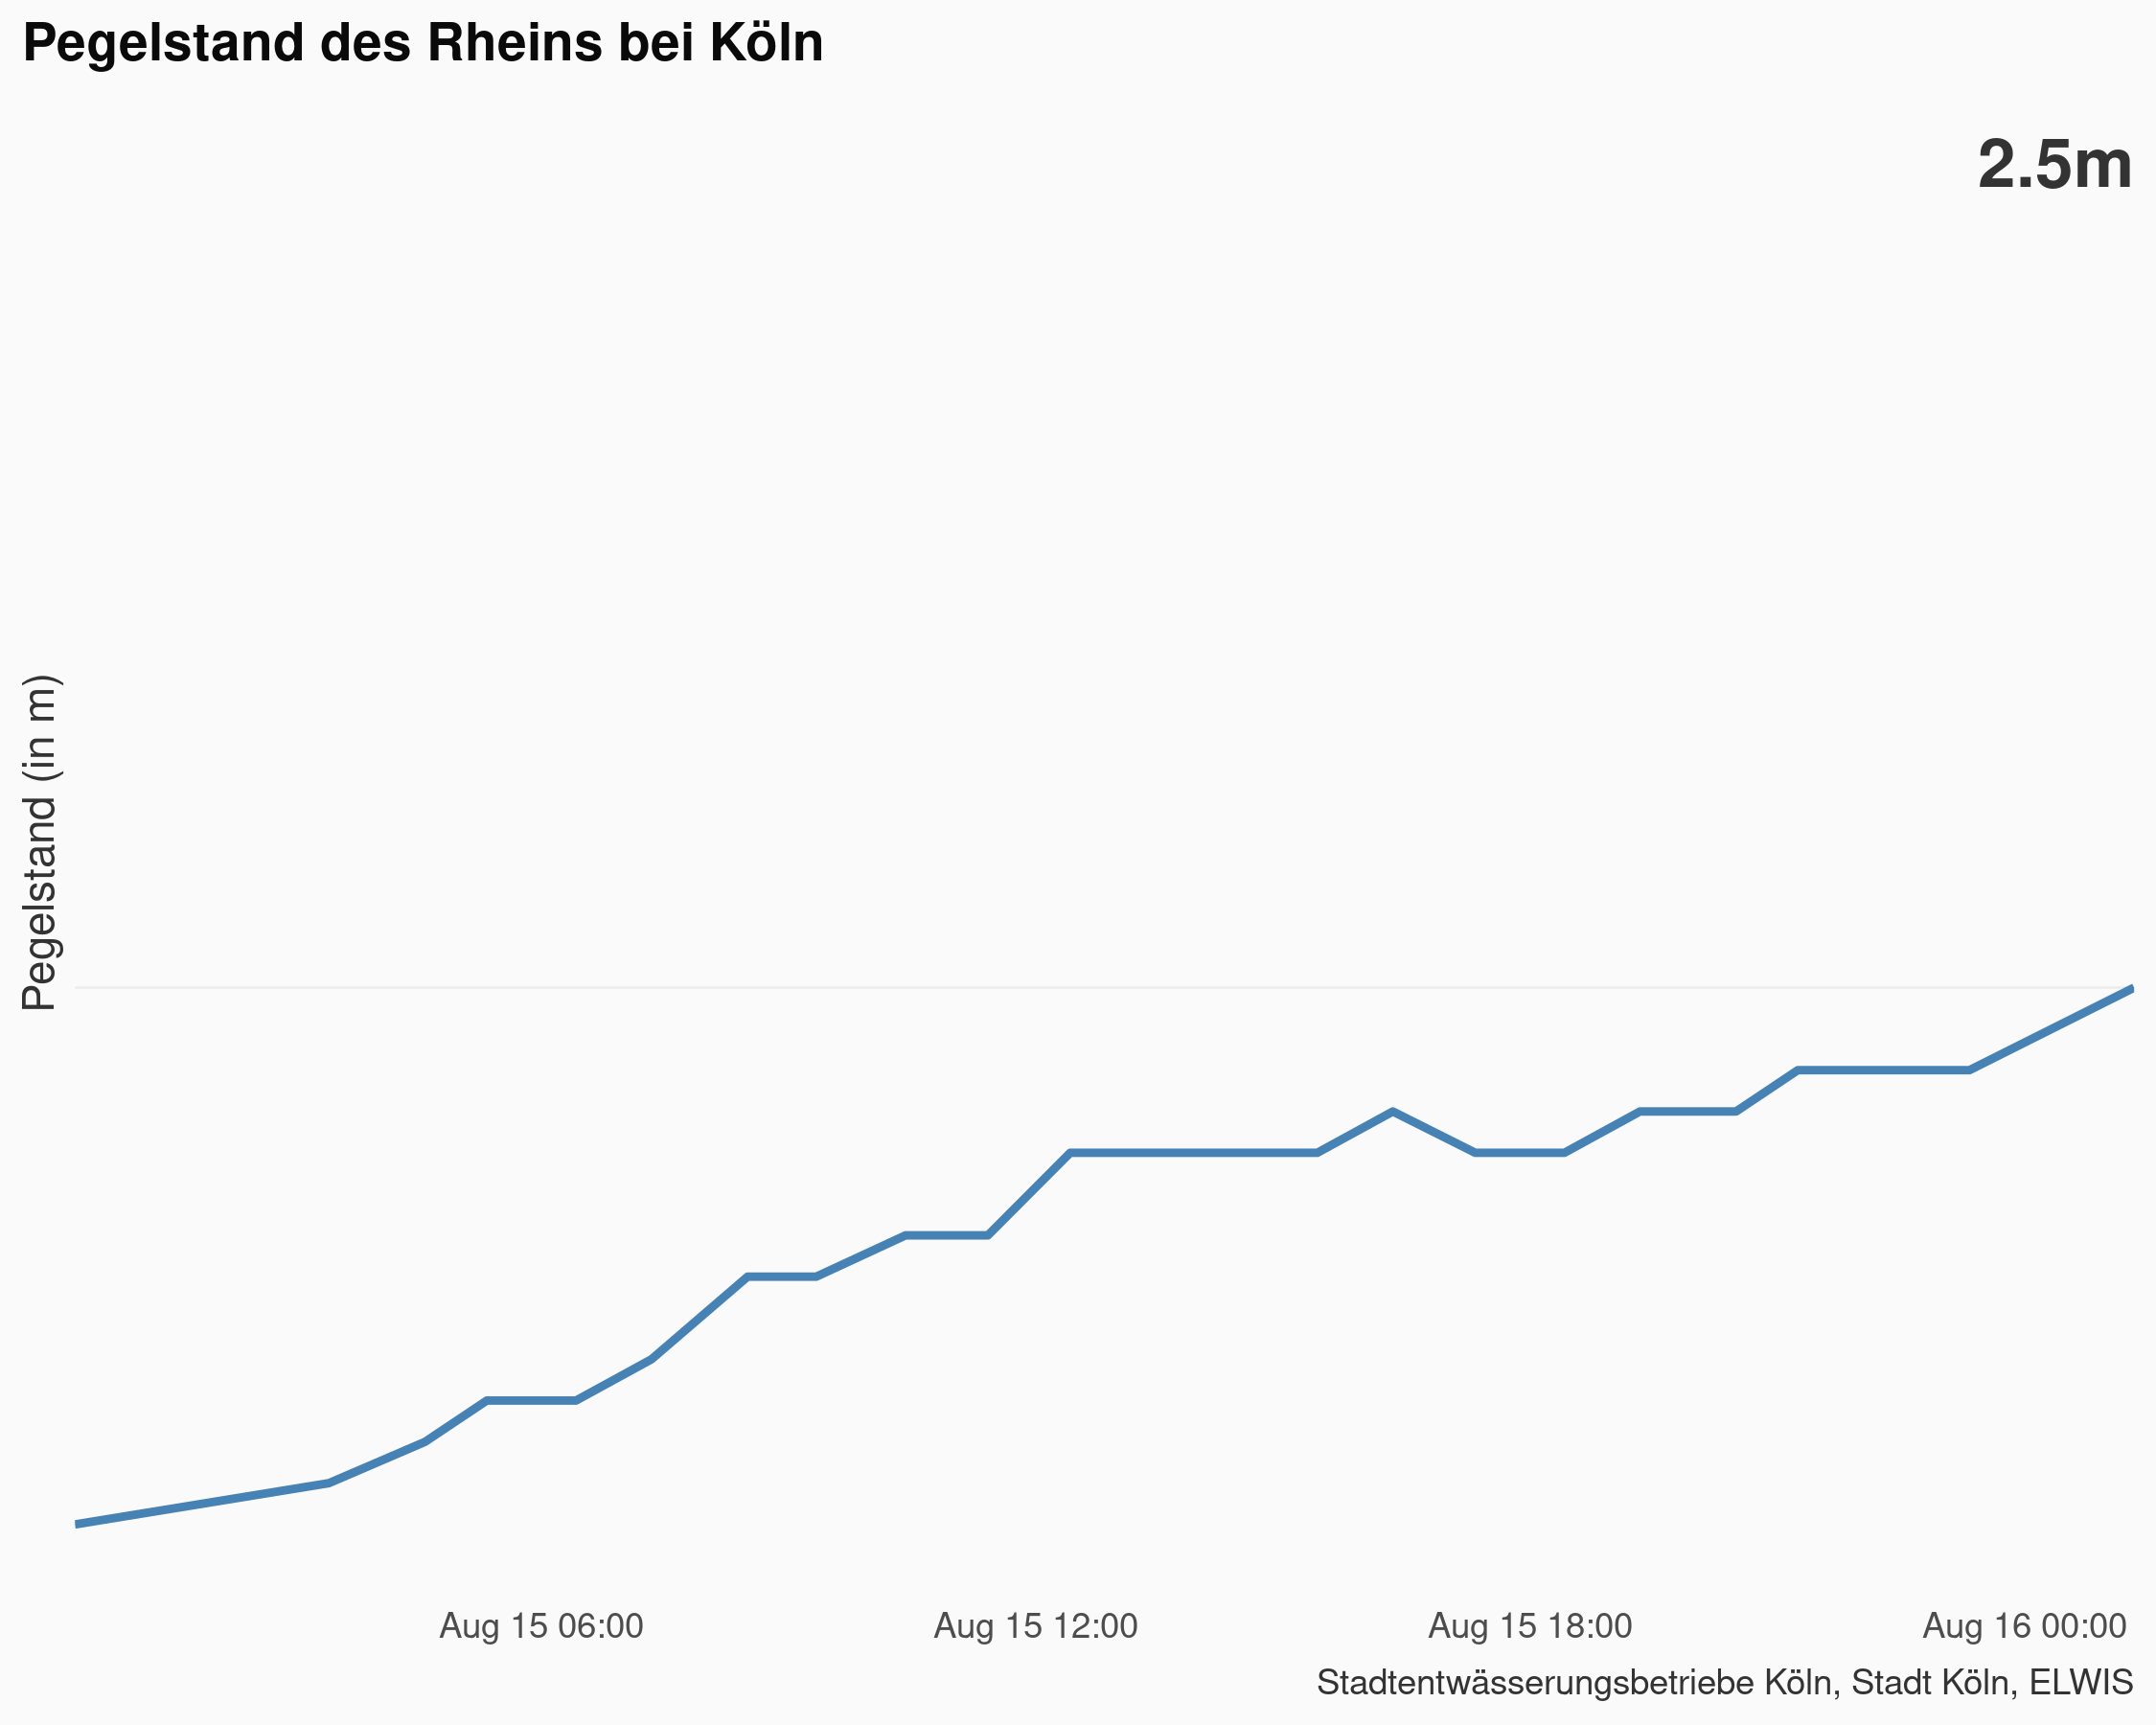 Pegelstand des Rheins bei Köln
2.5m
Pegelstand (in m)
Aug 15 06:00
Aug 15 12:00
Aug 15 18:00
Aug 16 00:00
Stadtentwässerungsbetriebe Köln, Stadt Köln, ELWIS